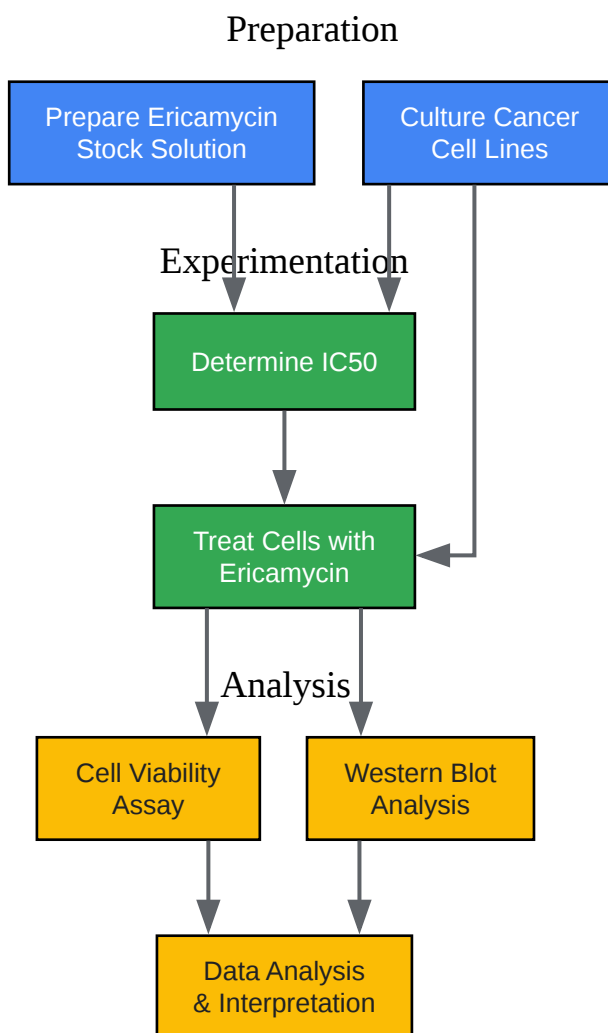 Preparation
Prepare Ericamycin
Stock Solution
Culture Cancer
Cell Lines
Experimentation
Determine IC50
Treat Cells with
Ericamycin
Analysis
Cell Viability
Assay
Western Blot
Analysis
Data Analysis
& Interpretation